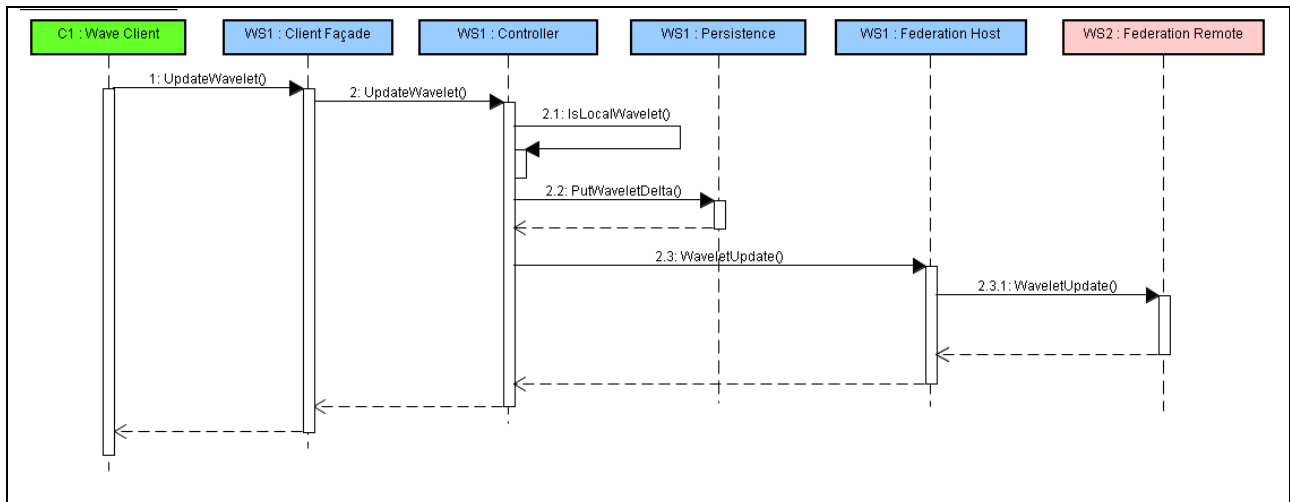 C1 : Wave Client
WS1 : Client Façade
WS1 : Controller
WS1 : Persistence
WS1 : Federation Host
WS2 : Federation Remote
1: UpdateWavelet()
2: UpdateWavelet()
2.1: IsLocalWavelet()
2.2: PutWaveletDelta()
2.3: WaveletUpdate()
2.3.1: WaveletUpdate()